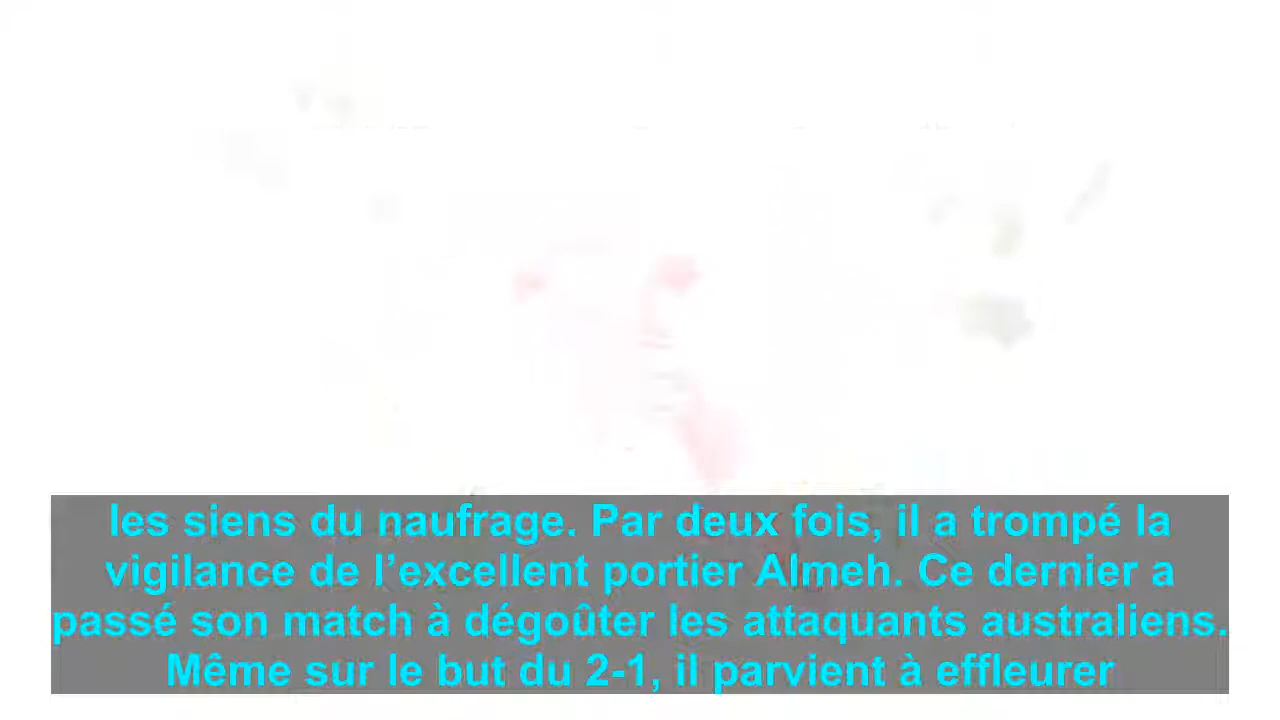 les siens du naufrage. Par deux fois, il a trompé la
vigilance de l’excellent portier Almeh. Ce dernier a
passé son match à dégoûter les attaquants australiens.
Même sur le but du 2-1, il parvient à effleurer